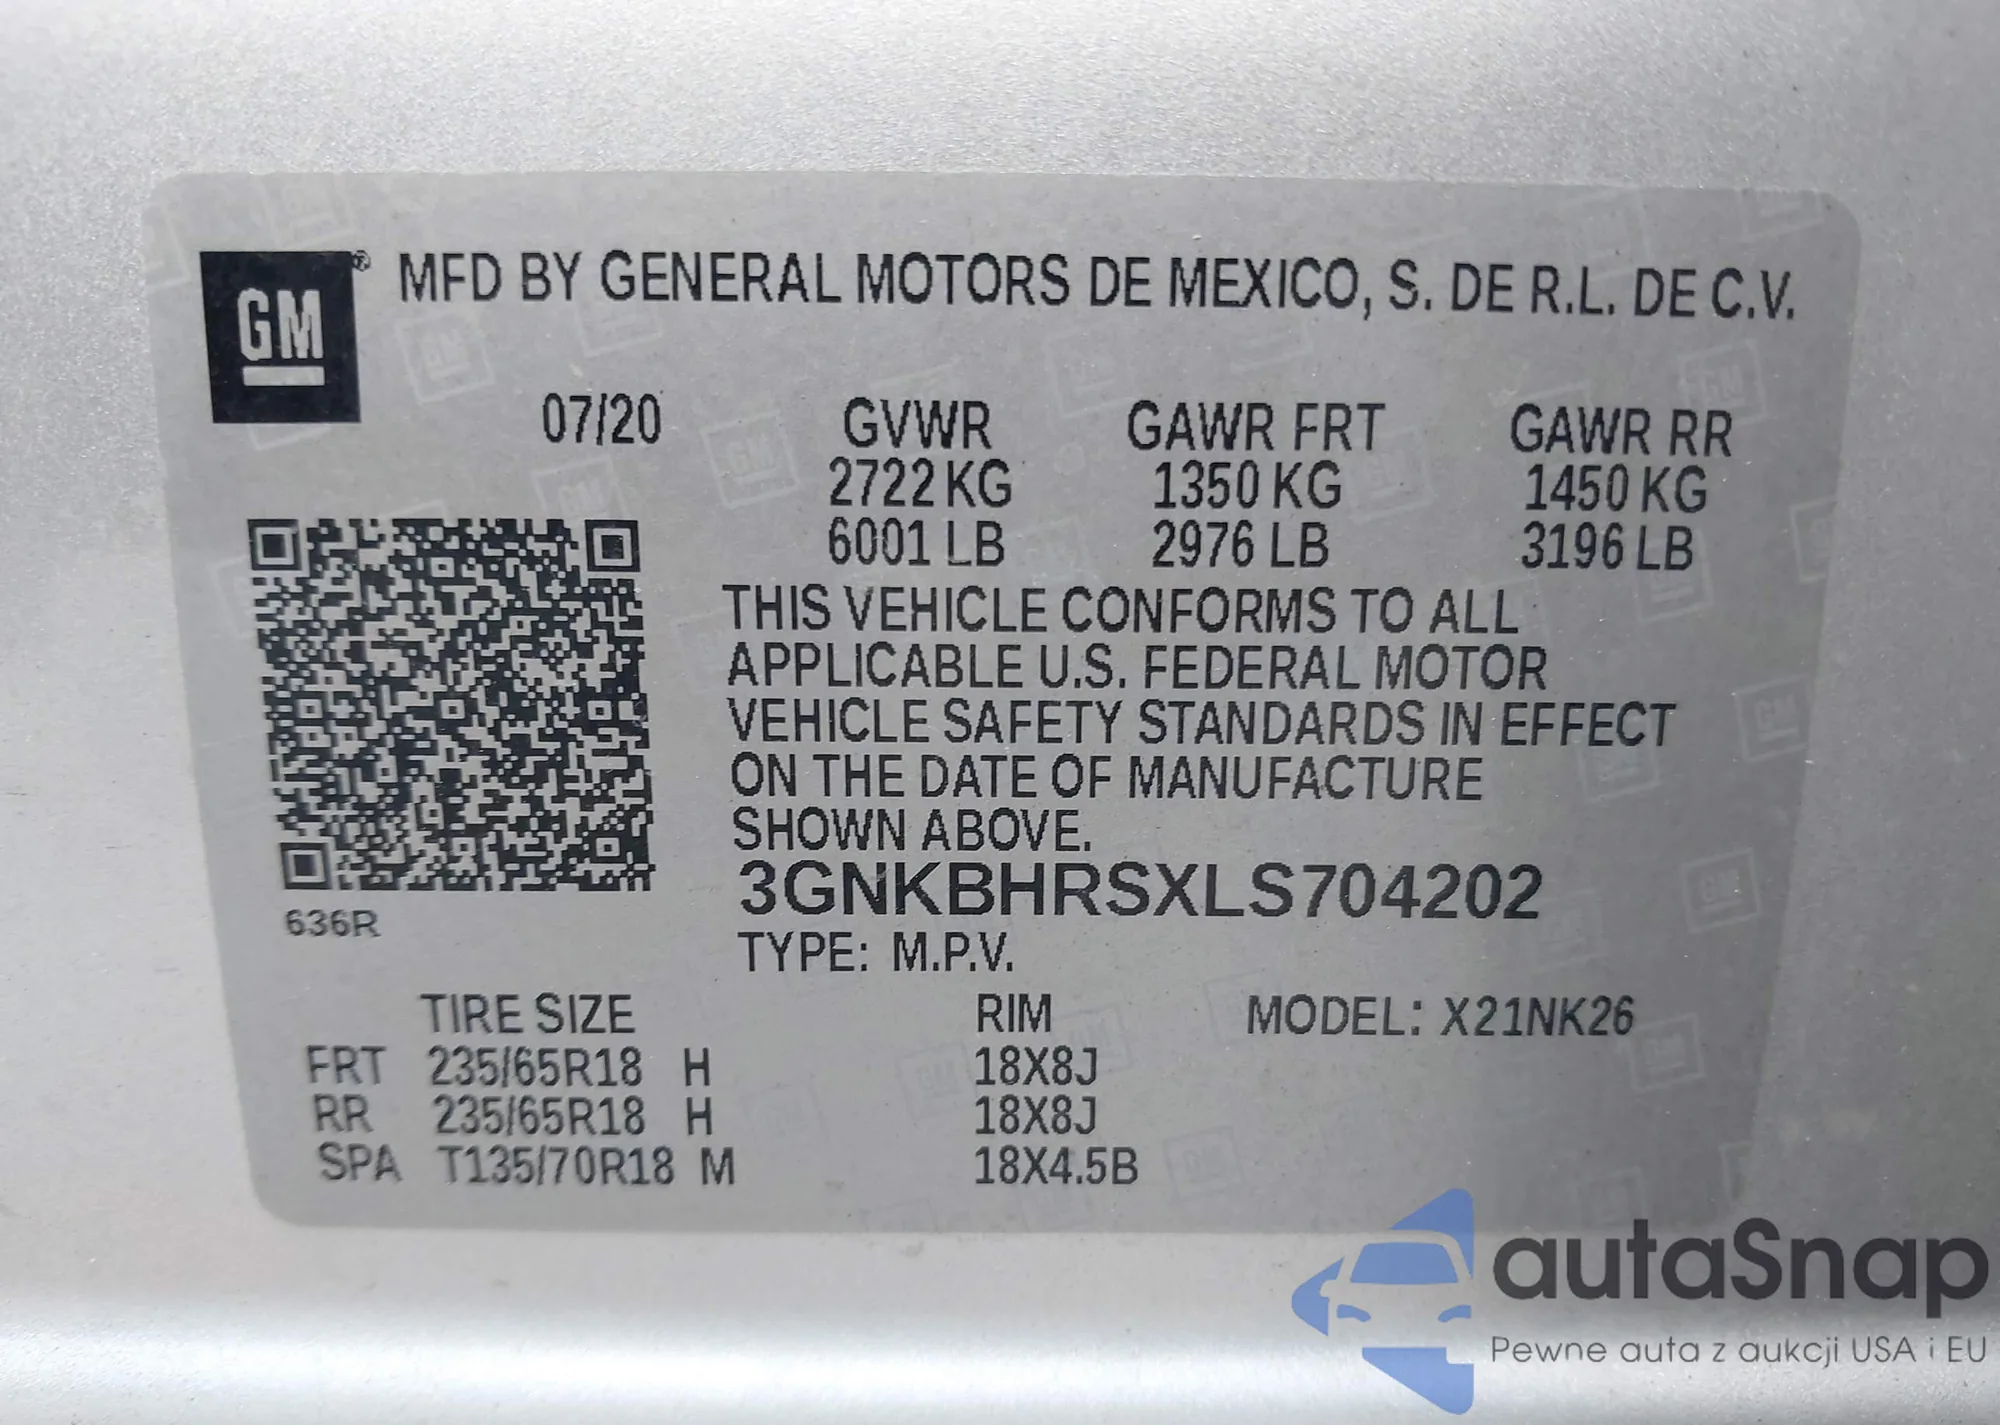 GM® MFD BY GENERAL MOTORS DE MEXICO, S. DE R.L. DE C.V.
07/20 GVWR GAWR FRT GAWR RR
2722 KG 1350 KG 1450 KG
6001 LB 2976 LB 3196 LB
THIS VEHICLE CONFORMS TO ALL
APPLICABLE U.S. FEDERAL MOTOR
VEHICLE SAFETY STANDARDS IN EFFECT
ON THE DATE OF MANUFACTURE
SHOWN ABOVE.
3GNKBHRSXLS704202
636R
TYPE: M.P.V.
TIRE SIZE RIM MODEL: X21NK26
FRT 235/65R18 H 18X8J
RR 235/65R18 H 18X8J
SPA T135/70R18 M 18X4.5B
autaSnap
Pewne auta z aukcji USA i EU